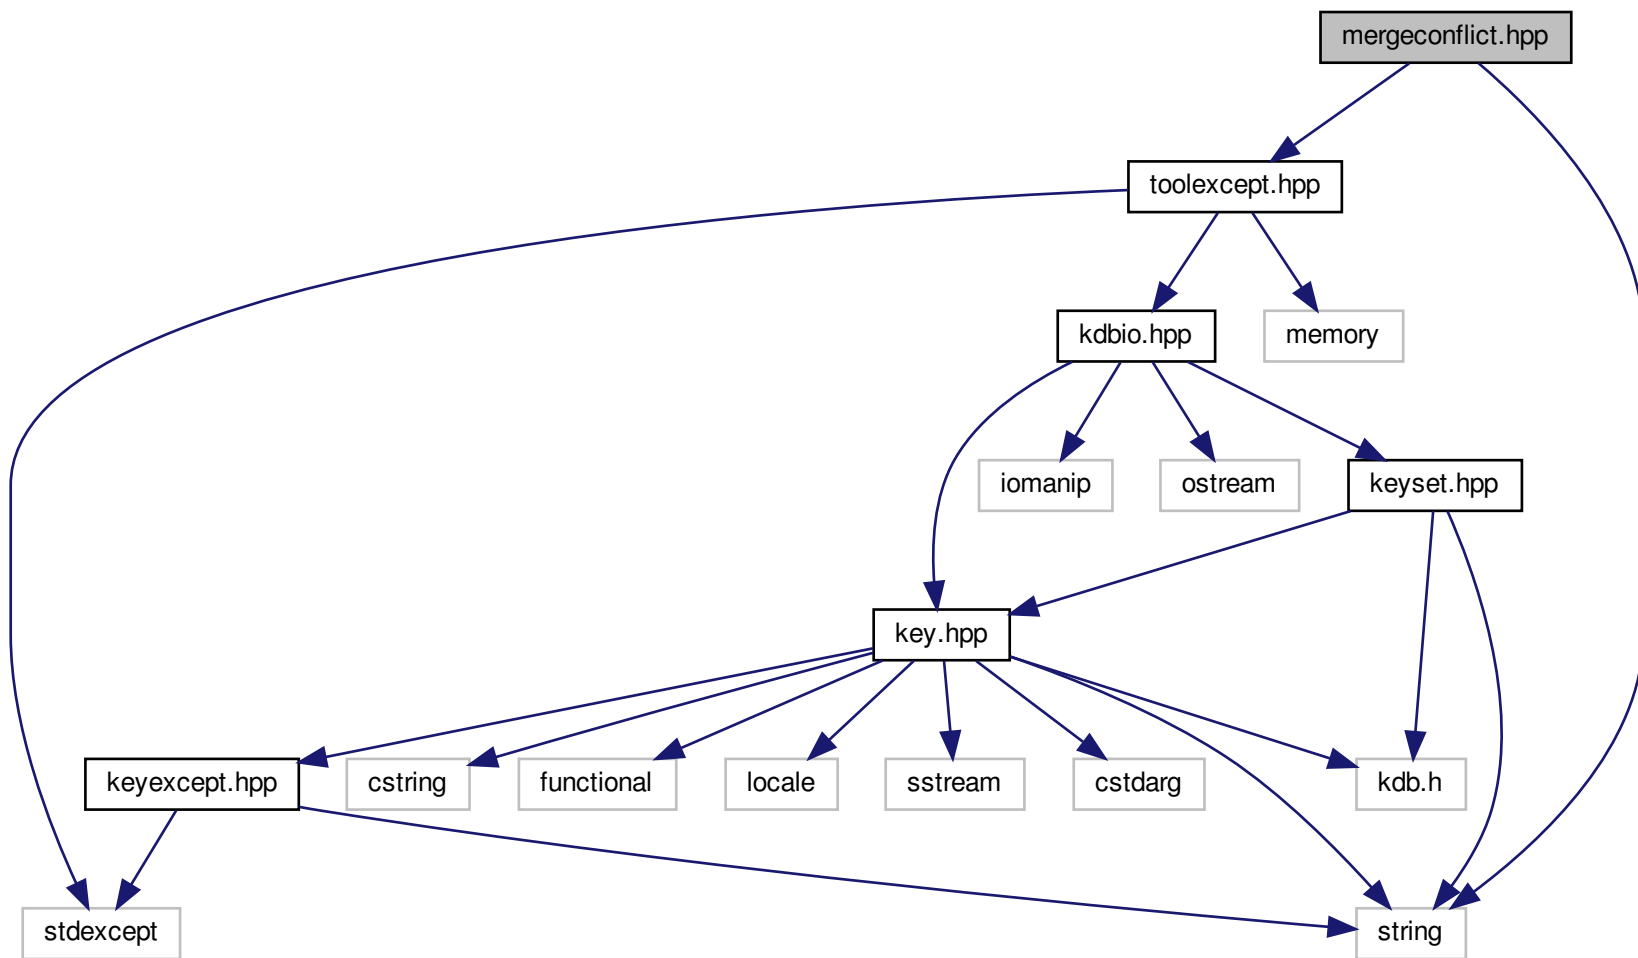 mergeconflict.hpp
toolexcept.hpp
kdbio.hpp
memory
iomanip
ostream
keyset.hpp
key.hpp
keyexcept.hpp
cstring
functional
locale
sstream
cstdarg
kdb.h
stdexcept
string